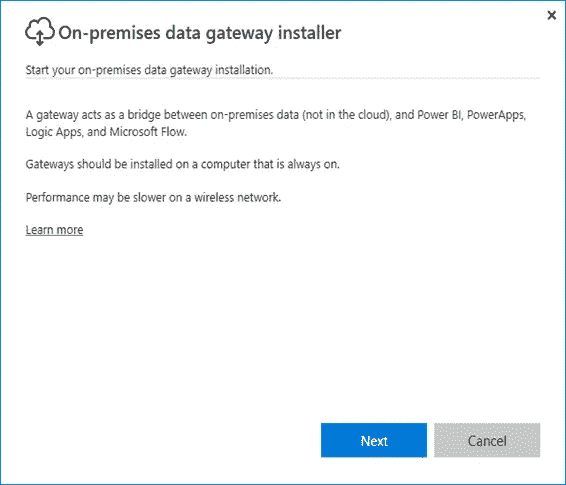 On-premises data gateway installer
Start your on-premises data gateway installation.
A gateway acts as a bridge between on-premises data (not in the cloud), and Power BI, PowerApps,
Logic Apps, and Microsoft Flow.
Gateways should be installed on a computer that is always on.
Performance may be slower on a wireless network.
Learn more
Next
Cancel